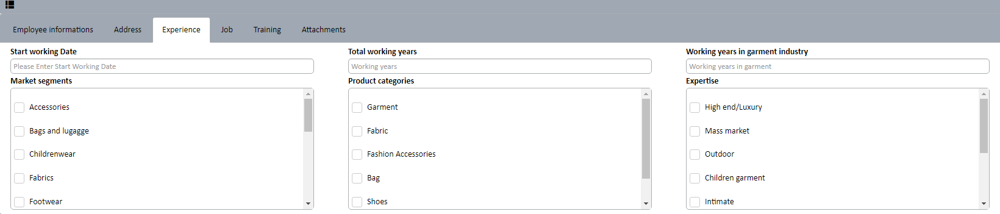 Employee informations Address Experience Job Training Attachments
Start working Date Total working years Working years in garment industry
Please Enter Start Working Date Working years Working years in garment
Market segments Product categories Expertise
Accessories Garment High end/Luxury
Bags and lugagge Fabric Mass market
Childrenwear Fashion Accessories Outdoor
Fabrics Bag Children garment
Footwear Shoes Intimate